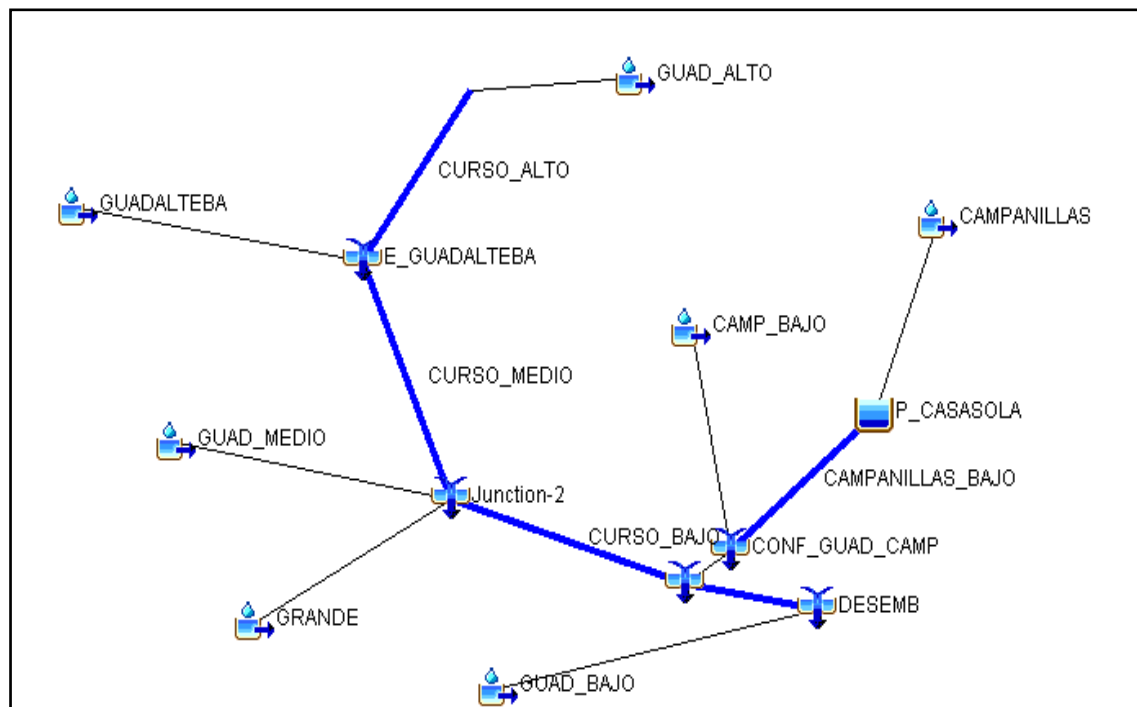 GUAD_ALTO
CURSO_ALTO
GUADALTEBA
CAMPANILLAS
E_GUADALTEBA
CAMP_BAJO
CURSO_MEDIO
P_CASASOLA
GUAD_MEDIO
CAMPANILLAS_BAJO
Junction-2
CURSO_BAJO
CONF_GUAD_CAMP
DESEMB
GRANDE
GUAD_BAJO